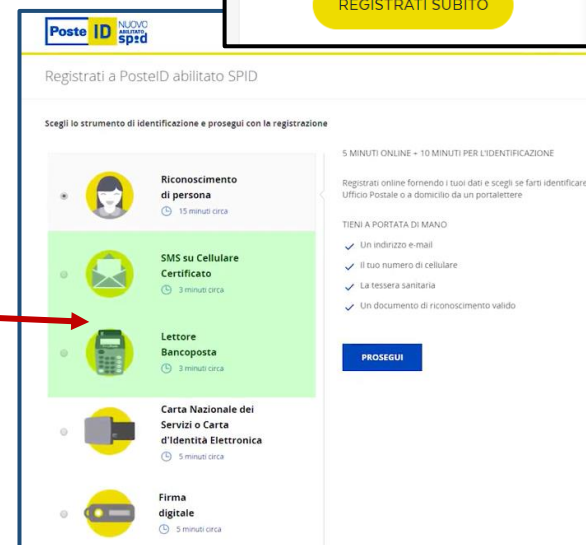 REGISTRATI SUBITO
Poste ID NUOVO
ABILITATO
spid
Registrati a PosteID abilitato SPID
Scegli lo strumento di identificazione e prosegui con la registrazione
Riconoscimento
di persona
15 minuti circa
SMS su Cellulare
Certificato
3 minuti circa
Lettore
Bancoposta
3 minuti circa
Carta Nazionale dei
Servizi o Carta
d'Identità Elettronica
5 minuti circa
Firma
digitale
5 minuti circa
5 MINUTI ONLINE + 10 MINUTI PER L'IDENTIFICAZIONE
Registrati online fornendo i tuoi dati e scegli se farti identificare
Ufficio Postale o a domicilio da un portalettere
TIENI A PORTATA DI MANO
Un indirizzo e-mail
Il tuo numero di cellulare
La tessera sanitaria
Un documento di riconoscimento valido
PROSEGUI